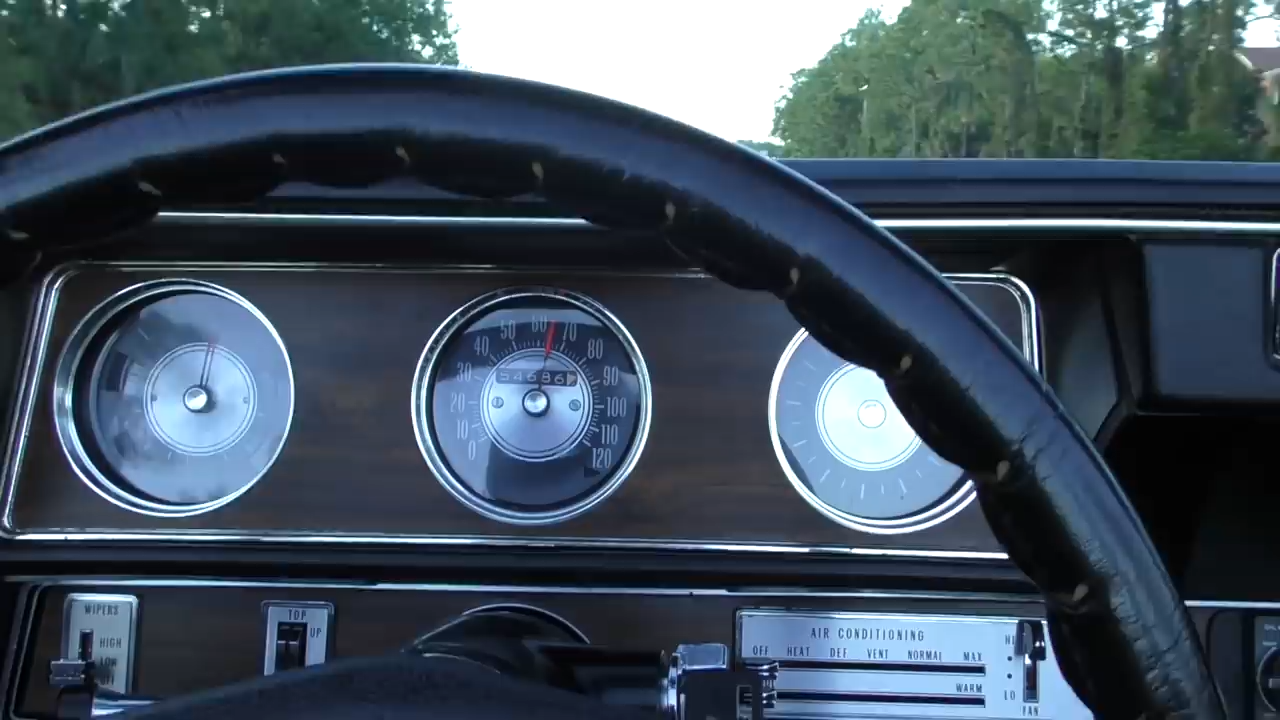 60
50 70
40 80
30 90
54686
20 100
10 110
0 120
WIPERS
HIGH
LOW
TOP
UP
AIR CONDITIONING
OFF HEAT DEF VENT NORMAL MAX
WARM
HI
LO
FAN